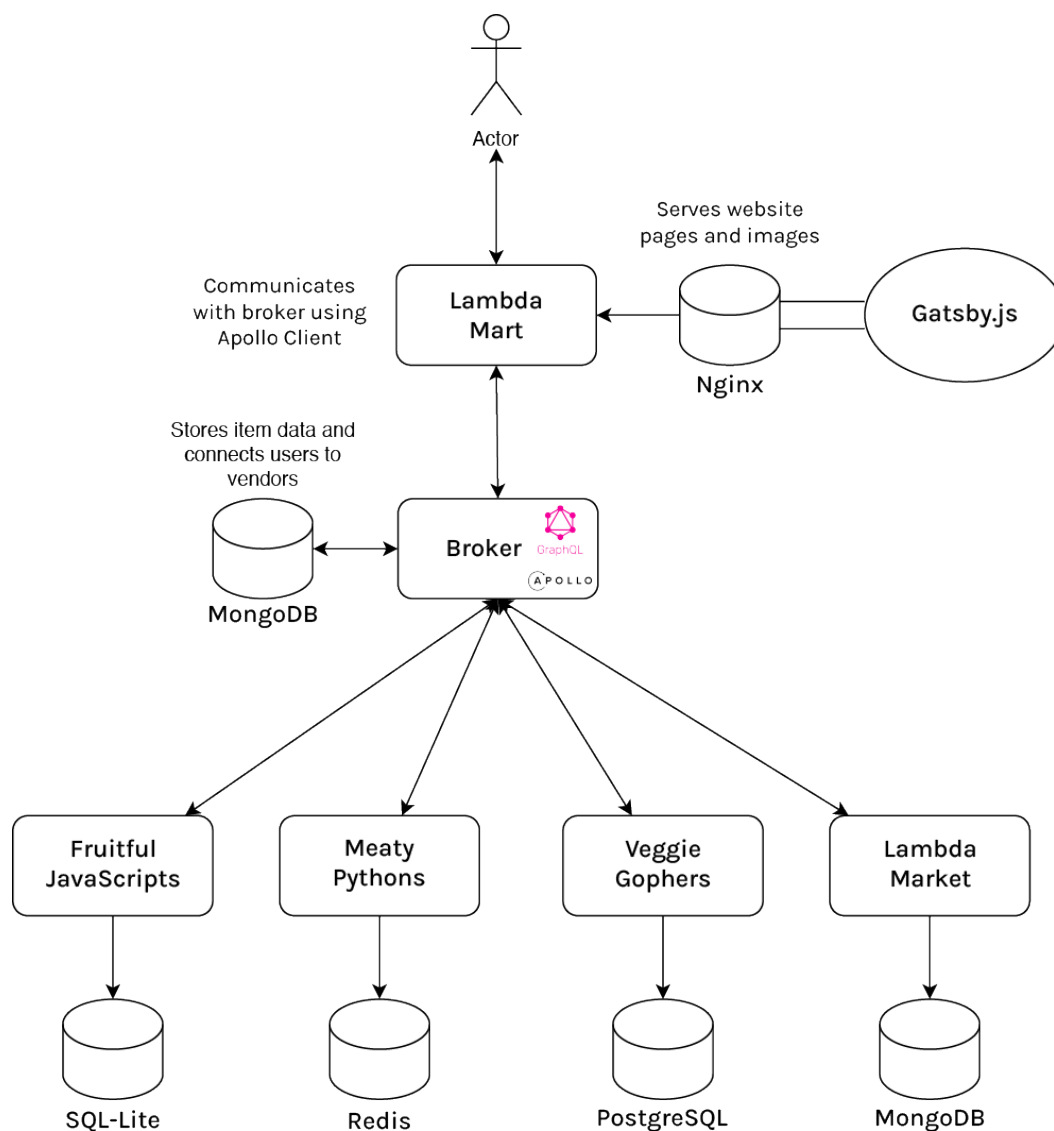 Actor
Serves website
pages and images
Communicates
with broker using
Apollo Client
Lambda
Mart
Gatsby.js
Nginx
Stores item data and
connects users to
vendors
Broker
GraphQL
APOLLO
MongoDB
Fruitful
JavaScripts
Meaty
Pythons
Veggie
Gophers
Lambda
Market
SQL-Lite
Redis
PostgreSQL
MongoDB